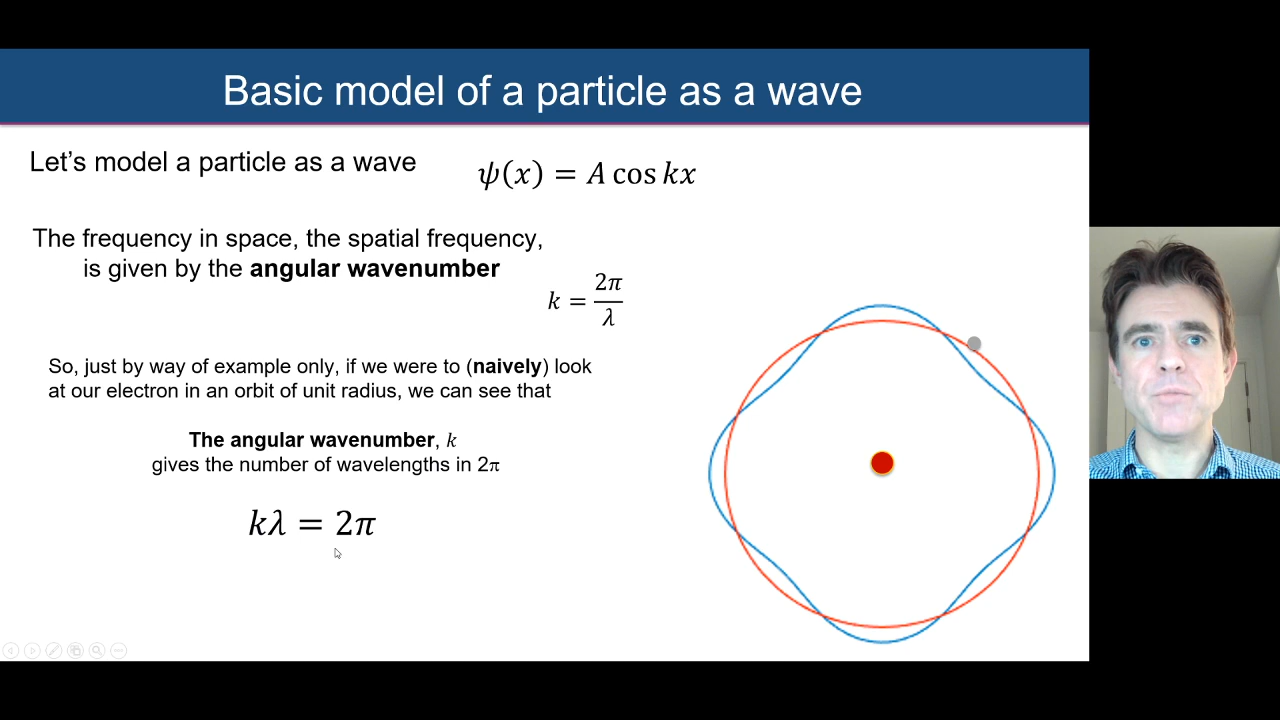 Basic model of a particle as a wave
Let's model a particle as a wave
ψ(x) = A cos kx
The frequency in space, the spatial frequency,
is given by the angular wavenumber
k = 2π/λ
So, just by way of example only, if we were to (naively) look
at our electron in an orbit of unit radius, we can see that
The angular wavenumber, k
gives the number of wavelengths in 2π
kλ = 2π